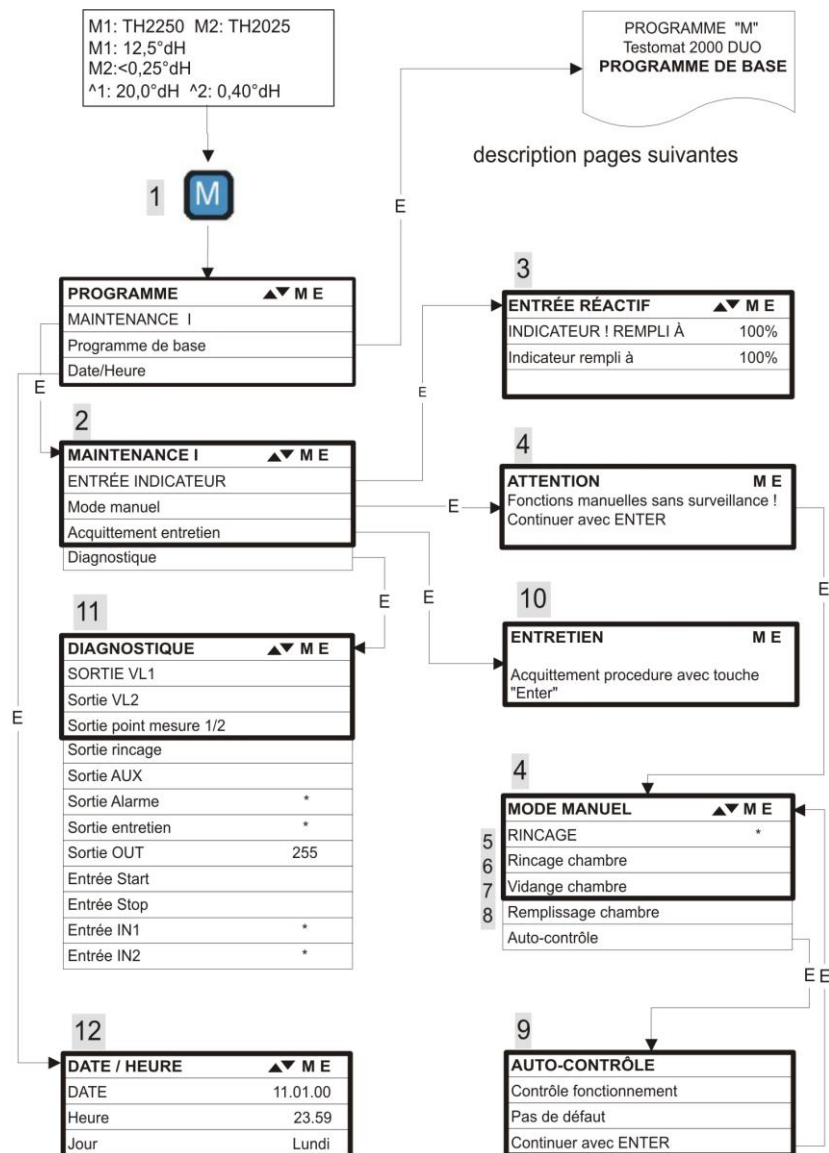 M1: TH2250 M2: TH2025
M1: 12,5°dH
M2:<0,25°dH
^1: 20,0°dH ^2: 0,40°dH
PROGRAMME "M"
Testomat 2000 DUO
PROGRAMME DE BASE
description pages suivantes
1 M
E
PROGRAMME ▲▼ M E
MAINTENANCE I
Programme de base
Date/Heure
E
3
ENTRÉE RÉACTIF ▲▼ M E
INDICATEUR ! REMPLI À 100%
Indicateur rempli à 100%
E
2
MAINTENANCE I ▲▼ M E
ENTRÉE INDICATEUR
Mode manuel
Acquittement entretien
Diagnostique
E
4
ATTENTION M E
Fonctions manuelles sans surveillance !
Continuer avec ENTER
E
E
E
10
ENTRETIEN M E
Acquittement procedure avec touche
"Enter"
11
DIAGNOSTIQUE ▲▼ M E
SORTIE VL1
Sortie VL2
Sortie point mesure 1/2
Sortie rincage
Sortie AUX
Sortie Alarme *
Sortie entretien *
Sortie OUT 255
Entrée Start
Entrée Stop
Entrée IN1 *
Entrée IN2 *
E
4
MODE MANUEL ▲▼ M E
5 RINCAGE *
6 Rincage chambre
7 Vidange chambre
8 Remplissage chambre
Auto-contrôle
E E
12
DATE / HEURE ▲▼ M E
DATE 11.01.00
Heure 23.59
Jour Lundi
9
AUTO-CONTRÔLE
Contrôle fonctionnement
Pas de défaut
Continuer avec ENTER